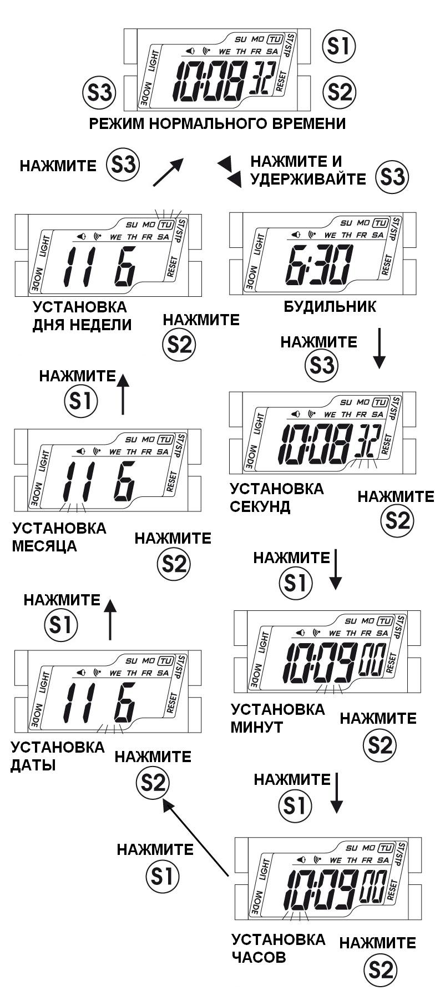 SU MO TU ST/STP
LIGHT WE TH FR SA
S1
10:08 32
MODE RESET
S3
S2
РЕЖИМ НОРМАЛЬНОГО ВРЕМЕНИ
НАЖМИТЕ S3
НАЖМИТЕ И
УДЕРЖИВАЙТЕ S3
SU MO TU ST/STP
LIGHT WE TH FR SA
6:30
MODE RESET
БУДИЛЬНИК
НАЖМИТЕ
S3
SU MO TU ST/STP
LIGHT WE TH FR SA
10:08 32
MODE RESET
УСТАНОВКА
СЕКУНД
НАЖМИТЕ
S2
НАЖМИТЕ
S1
SU MO TU ST/STP
LIGHT WE TH FR SA
10:09 00
MODE RESET
УСТАНОВКА
МИНУТ
НАЖМИТЕ
S2
НАЖМИТЕ
S1
SU MO TU ST/STP
LIGHT WE TH FR SA
10:09 00
MODE RESET
УСТАНОВКА
ЧАСОВ
НАЖМИТЕ
S2
НАЖМИТЕ
S1
SU MO TU ST/STP
LIGHT WE TH FR SA
11 6
MODE RESET
УСТАНОВКА
ДАТЫ
НАЖМИТЕ
S2
НАЖМИТЕ
S1
SU MO TU ST/STP
LIGHT WE TH FR SA
11 6
MODE RESET
УСТАНОВКА
МЕСЯЦА
НАЖМИТЕ
S2
НАЖМИТЕ
S1
SU MO TU ST/STP
LIGHT WE TH FR SA
11 6
MODE RESET
УСТАНОВКА
ДНЯ НЕДЕЛИ
НАЖМИТЕ
S2